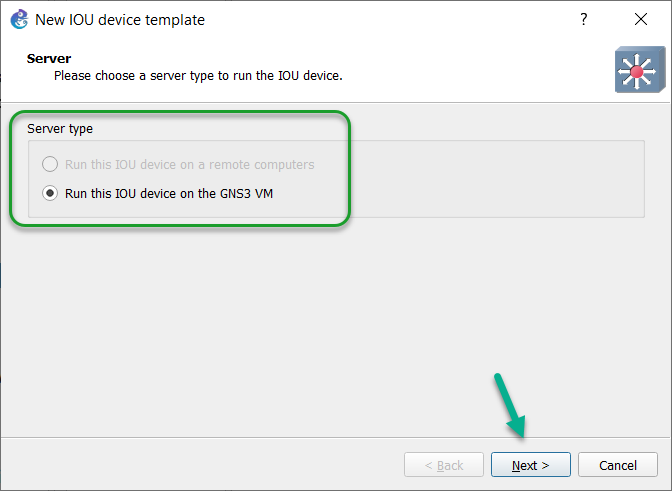 New IOU device template
?
Server
Please choose a server type to run the IOU device.
Server type
Run this IOU device on a remote computers
Run this IOU device on the GNS3 VM
< Back
Next >
Cancel